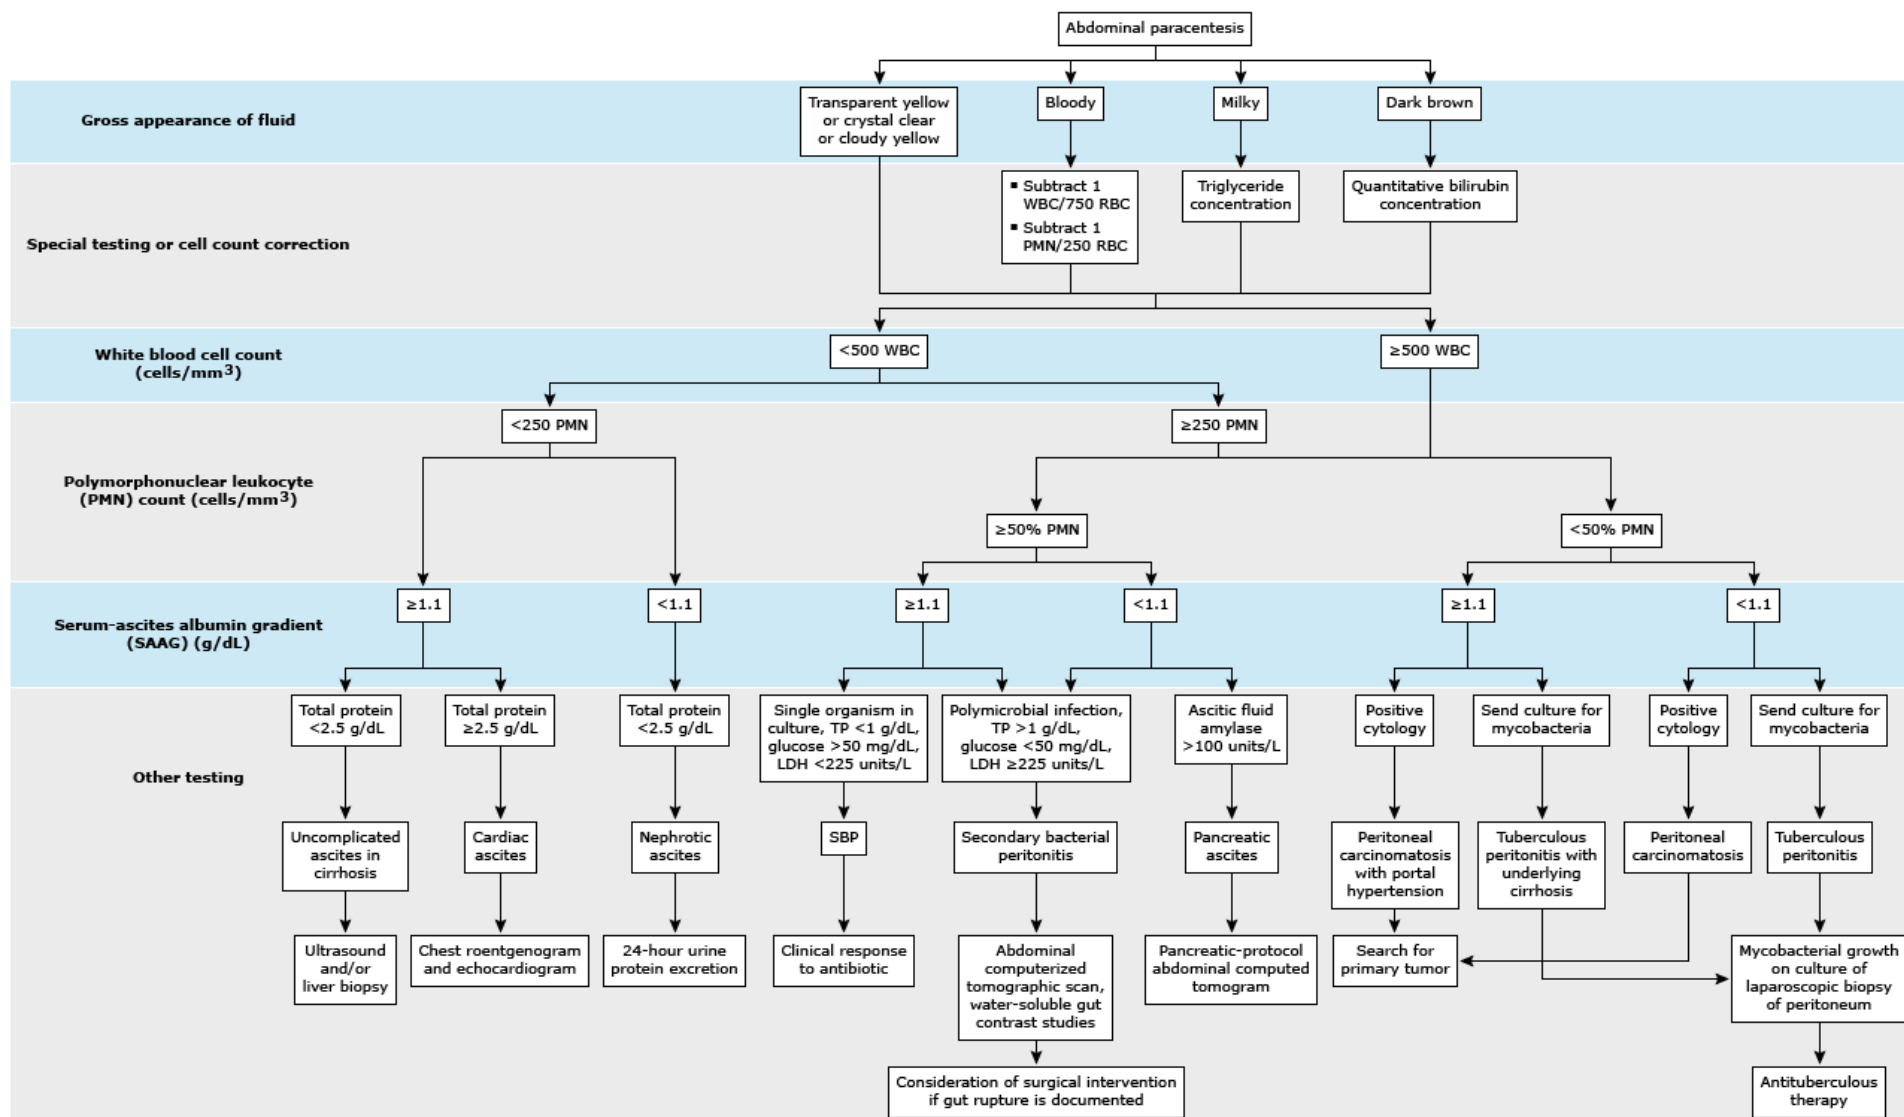 Abdominal paracentesis
Gross appearance of fluid
Transparent yellow
or crystal clear
or cloudy yellow
Bloody
Milky
Dark brown
Special testing or cell count correction
▪ Subtract 1
WBC/750 RBC
▪ Subtract 1
PMN/250 RBC
Triglyceride
concentration
Quantitative bilirubin
concentration
White blood cell count
(cells/mm³)
<500 WBC
≥500 WBC
Polymorphonuclear leukocyte
(PMN) count (cells/mm³)
<250 PMN
≥250 PMN
≥50% PMN
<50% PMN
Serum-ascites albumin gradient
(SAAG) (g/dL)
≥1.1
<1.1
≥1.1
<1.1
≥1.1
<1.1
Other testing
Total protein
<2.5 g/dL
Total protein
≥2.5 g/dL
Total protein
<2.5 g/dL
Single organism in
culture, TP <1 g/dL,
glucose >50 mg/dL,
LDH <225 units/L
Polymicrobial infection,
TP >1 g/dL,
glucose <50 mg/dL,
LDH ≥225 units/L
Ascitic fluid
amylase
>100 units/L
Positive
cytology
Send culture for
mycobacteria
Positive
cytology
Send culture for
mycobacteria
Uncomplicated
ascites in
cirrhosis
Cardiac
ascites
Nephrotic
ascites
SBP
Secondary bacterial
peritonitis
Pancreatic
ascites
Peritoneal
carcinomatosis
with portal
hypertension
Tuberculous
peritonitis with
underlying
cirrhosis
Peritoneal
carcinomatosis
Tuberculous
peritonitis
Ultrasound
and/or
liver biopsy
Chest roentgenogram
and echocardiogram
24-hour urine
protein excretion
Clinical response
to antibiotic
Abdominal
computerized
tomographic scan,
water-soluble gut
contrast studies
Pancreatic-protocol
abdominal computed
tomogram
Search for
primary tumor
Mycobacterial growth
on culture of
laparoscopic biopsy
of peritoneum
Consideration of surgical intervention
if gut rupture is documented
Antituberculous
therapy